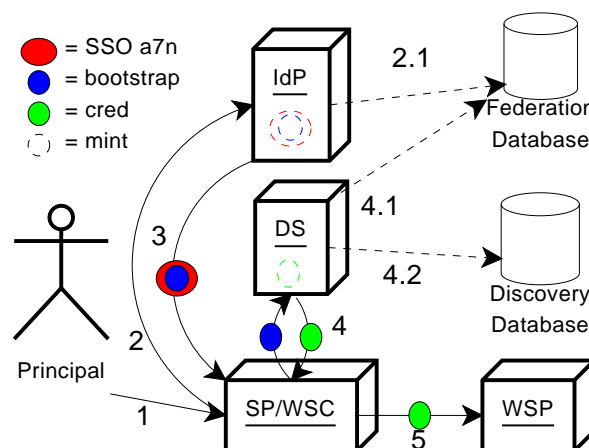 = SSO a7n
= bootstrap
= cred
= mint
IdP
2.1
Federation
Database
3
DS
4.1
4.2
Discovery
Database
2
4
Principal
1
SP/WSC
5
WSP